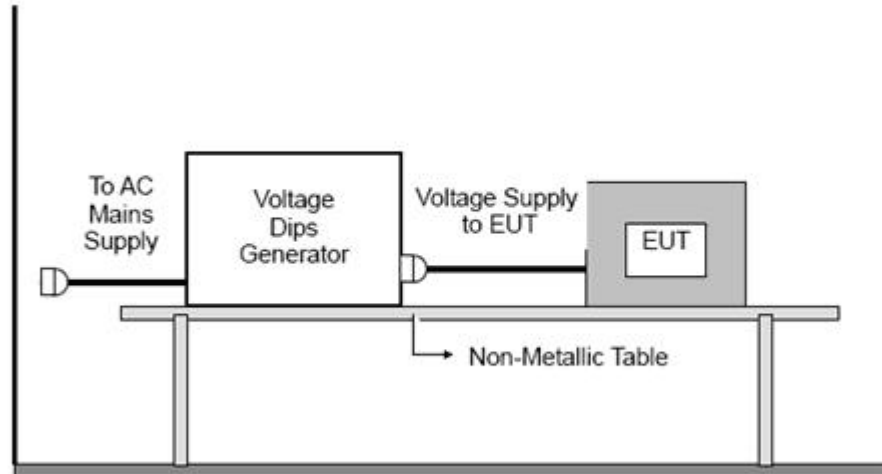 To AC
Mains
Supply
Voltage
Dips
Generator
Voltage Supply
to EUT
EUT
Non-Metallic Table